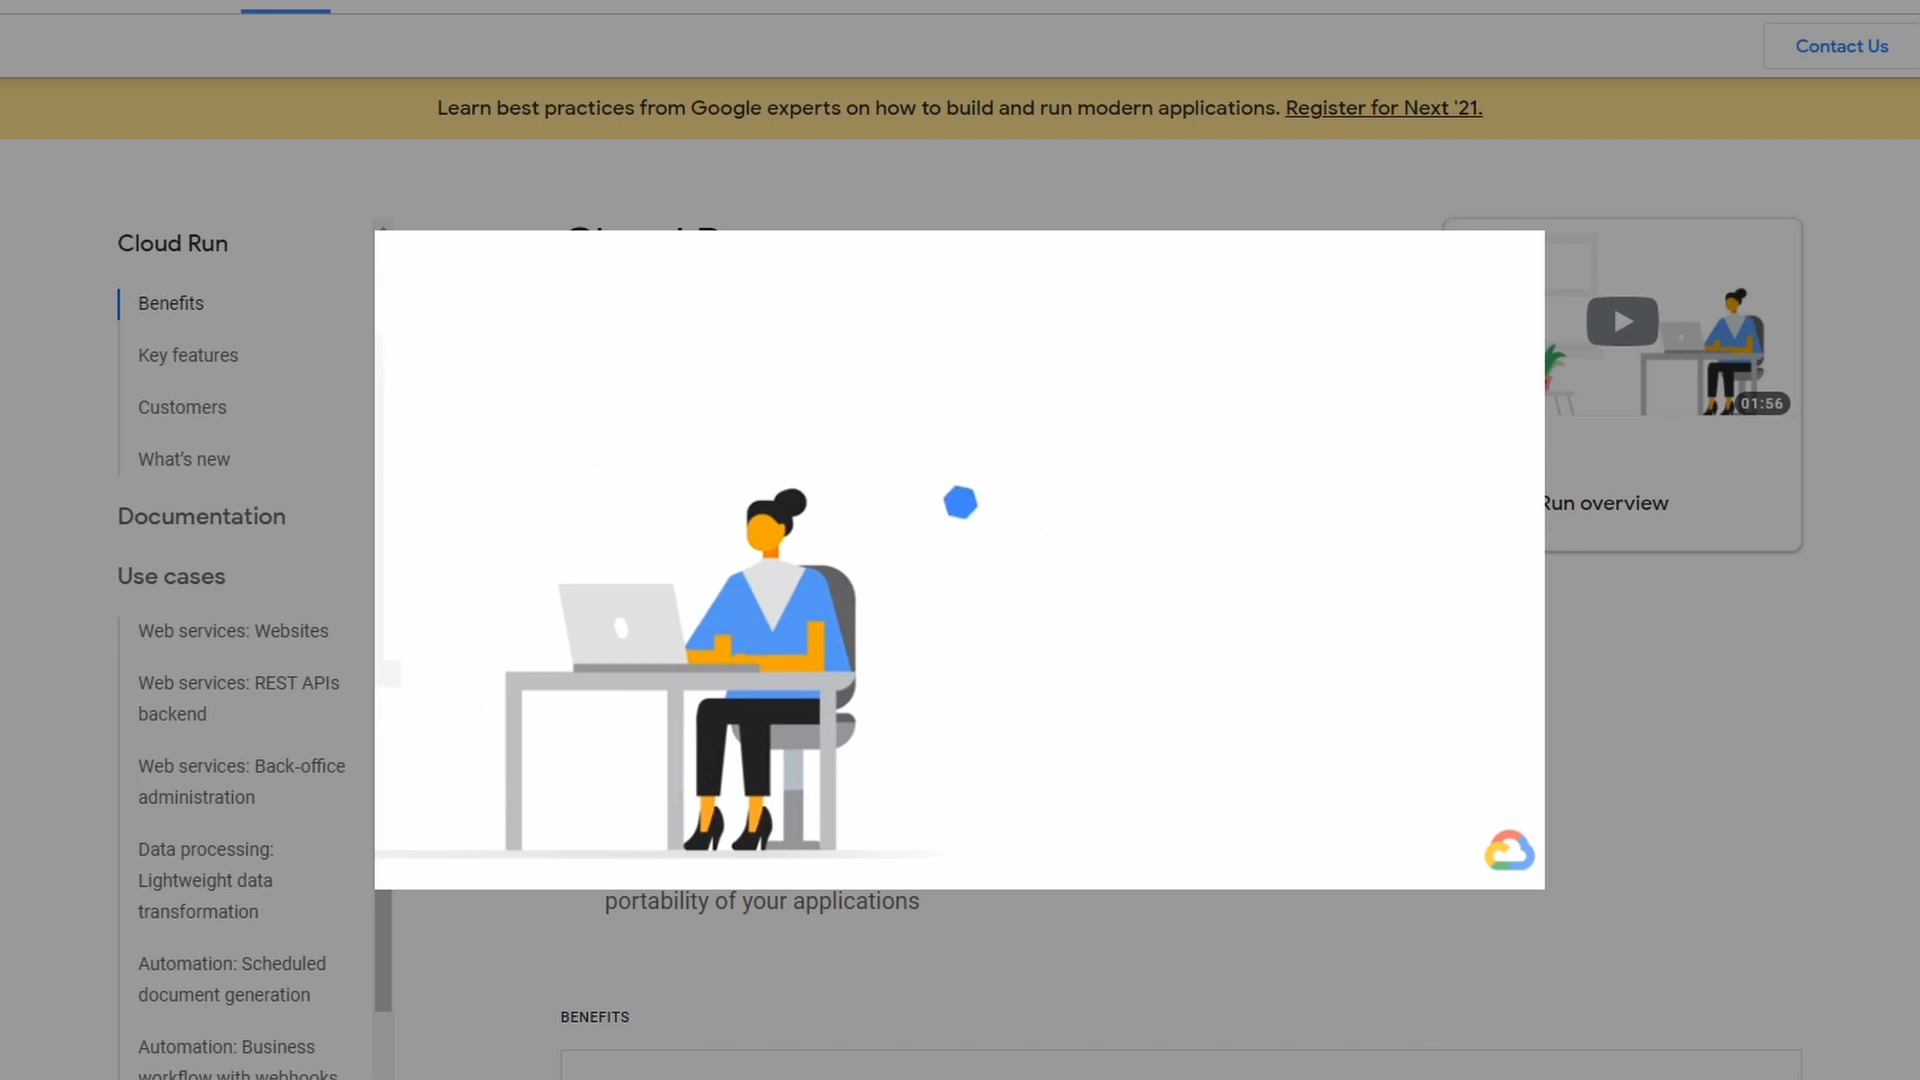 Contact Us
Learn best practices from Google experts on how to build and run modern applications. Register for Next '21.
Cloud Run
Benefits
Key features
Customers
What's new
Documentation
Use cases
Web services: Websites
Web services: REST APIs
backend
Web services: Back-office
administration
Data processing:
Lightweight data
transformation
Automation: Scheduled
document generation
Automation: Business
workflow with webhooks
01:56
Run overview
portability of your applications
BENEFITS